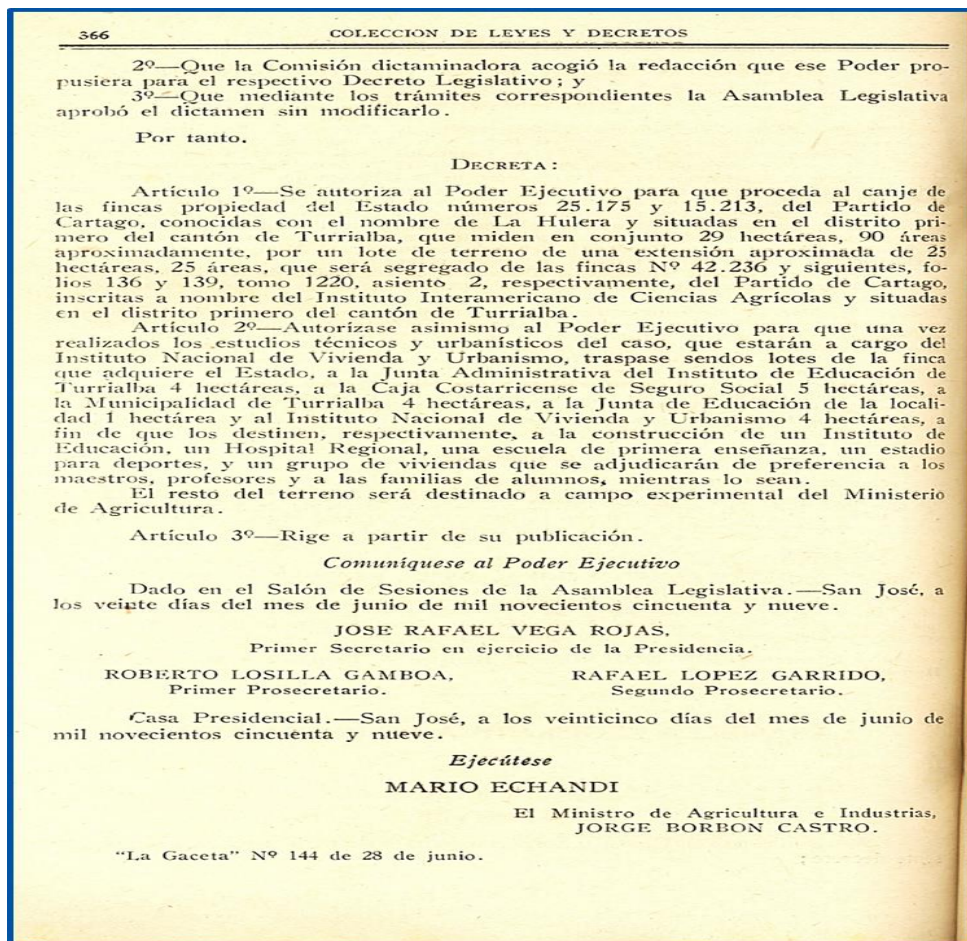 366 COLECCION DE LEYES Y DECRETOS
2º—Que la Comisión dictaminadora acogió la redacción que ese Poder pro-
pusiera para el respectivo Decreto Legislativo; y
3º—Que mediante los trámites correspondientes la Asamblea Legislativa
aprobó el dictamen sin modificarlo.
Por tanto.
DECRETA:
Artículo 1º—Se autoriza al Poder Ejecutivo para que proceda al canje de
las fincas propiedad del Estado números 25.175 y 15.213, del Partido de
Cartago, conocidas con el nombre de La Hulera y situadas en el distrito pri-
mero del cantón de Turrialba, que miden en conjunto 29 hectáreas, 90 áreas
aproximadamente, por un lote de terreno de una extensión aproximada de 25
hectáreas, 25 áreas, que será segregado de las fincas Nº 42.236 y siguientes, fo-
lios 136 y 139, tomo 1220, asiento 2, respectivamente, del Partido de Cartago,
inscritas a nombre del Instituto Interamericano de Ciencias Agrícolas y situadas
en el distrito primero del cantón de Turrialba.
Artículo 2º—Autorízase asimismo al Poder Ejecutivo para que una vez
realizados los estudios técnicos y urbanísticos del caso, que estarán a cargo del
Instituto Nacional de Vivienda y Urbanismo, traspase sendos lotes de la finca
que adquiere el Estado, a la Junta Administrativa del Instituto de Educación de
Turrialba 4 hectáreas, a la Caja Costarricense de Seguro Social 5 hectáreas, a
la Municipalidad de Turrialba 4 hectáreas, a la Junta de Educación de la locali-
dad 1 hectárea y al Instituto Nacional de Vivienda y Urbanismo 4 hectáreas, a
fin de que los destinen, respectivamente, a la construcción de un Instituto de
Educación, un Hospital Regional, una escuela de primera enseñanza, un estadio
para deportes, y un grupo de viviendas que se adjudicarán de preferencia a los
maestros, profesores y a las familias de alumnos, mientras lo sean.
El resto del terreno será destinado a campo experimental del Ministerio
de Agricultura.
Artículo 3º—Rige a partir de su publicación.
Comuníquese al Poder Ejecutivo
Dado en el Salón de Sesiones de la Asamblea Legislativa.—San José, a
los veinte días del mes de junio de mil novecientos cincuenta y nueve.
JOSE RAFAEL VEGA ROJAS,
Primer Secretario en ejercicio de la Presidencia.
ROBERTO LOSILLA GAMBOA, RAFAEL LOPEZ GARRIDO,
Primer Prosecretario. Segundo Prosecretario.
Casa Presidencial.—San José, a los veinticinco días del mes de junio de
mil novecientos cincuenta y nueve.
Ejecútese
MARIO ECHANDI
El Ministro de Agricultura e Industrias,
JORGE BORBON CASTRO.
"La Gaceta" Nº 144 de 28 de junio.